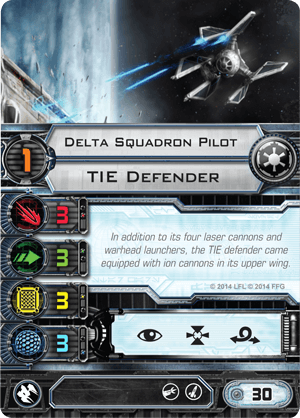 Delta Squadron Pilot
1
TIE Defender
3
3
3
3
In addition to its four laser cannons and
warhead launchers, the TIE defender came
equipped with ion cannons in its upper wing.
© 2014 LFL © 2014 FFG
30